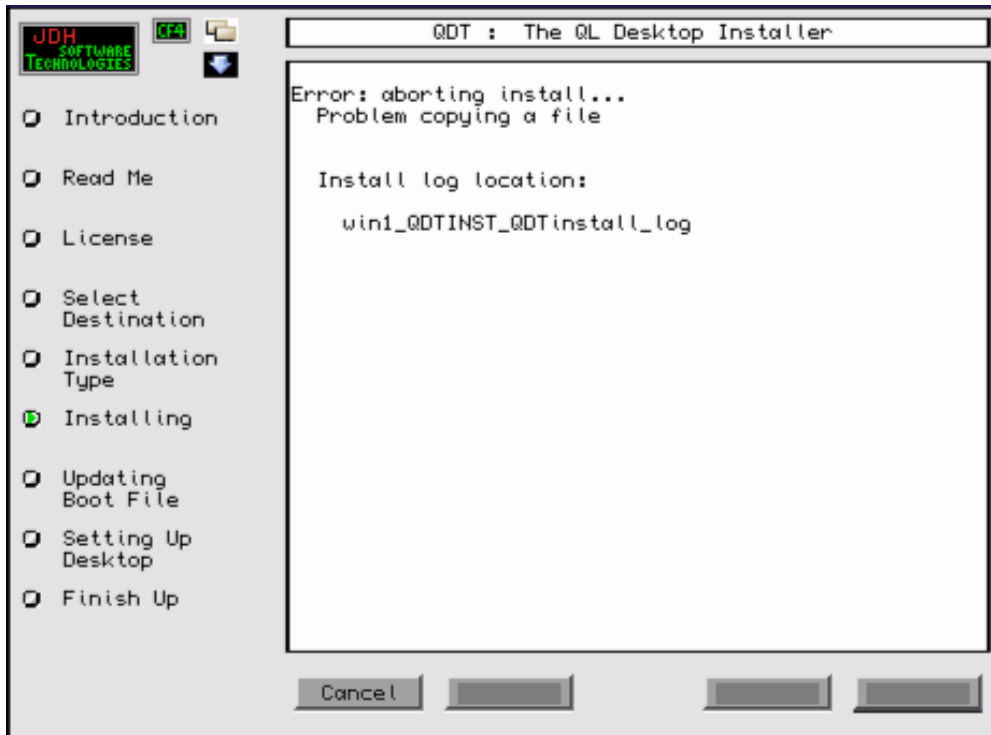 JDH
SOFTWARE
TECHNOLOGIES
CF4
QDT : The QL Desktop Installer
Introduction
Read Me
License
Select
Destination
Installation
Type
Installing
Updating
Boot File
Setting Up
Desktop
Finish Up
Error: aborting install...
Problem copying a file
Install log location:
win1_QDTINST_QDTinstall_log
Cancel